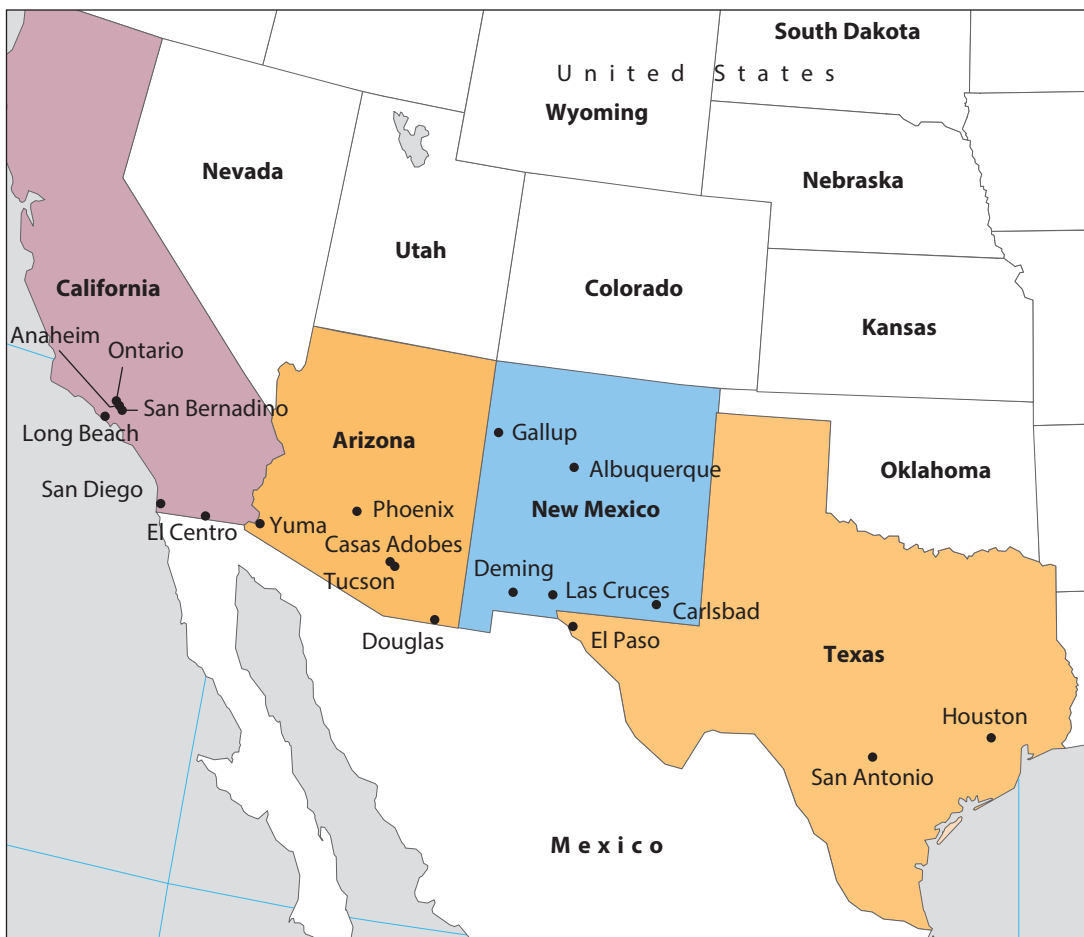 South Dakota
United States
Wyoming
Nevada
Nebraska
Utah
California
Colorado
Kansas
Anaheim
Ontario
San Bernadino
Long Beach
Arizona
Gallup
Albuquerque
Oklahoma
San Diego
Phoenix
New Mexico
El Centro
Yuma
Casas Adobes
Tucson
Deming
Las Cruces
Carlsbad
Douglas
El Paso
Texas
Houston
San Antonio
Mexico